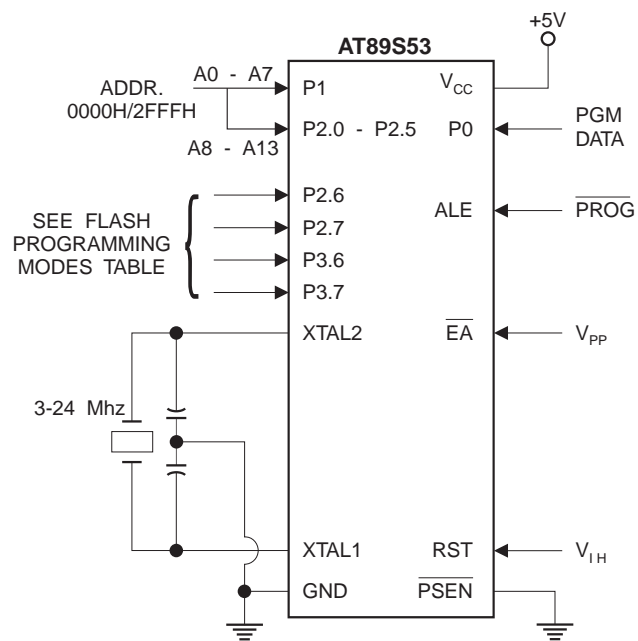 +5V
AT89S53
ADDR.
0000H/2FFFH
A0 - A7
P1
VCC
A8 - A13
P2.0 - P2.5
P0
PGM
DATA
P2.6
ALE
PROG
SEE FLASH
PROGRAMMING
MODES TABLE
P2.7
P3.6
P3.7
XTAL2
EA
VPP
3-24 Mhz
XTAL1
RST
VIH
GND
PSEN